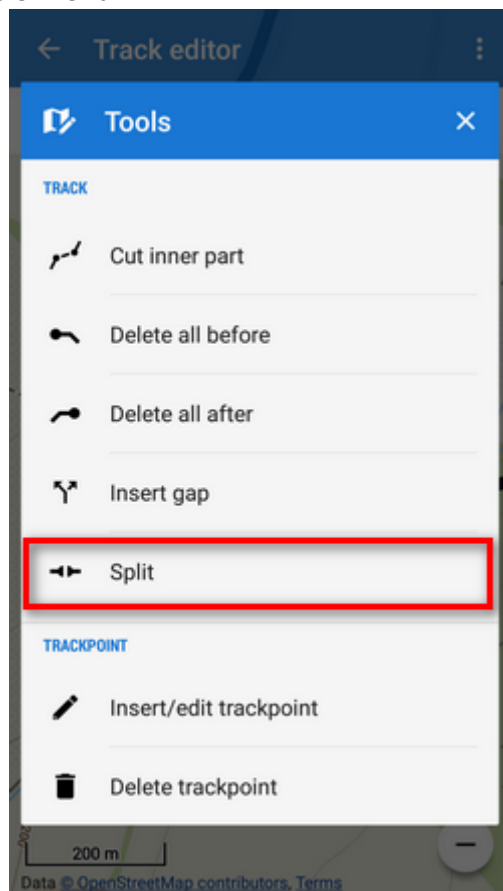 Track editor
Tools
TRACK
Cut inner part
Delete all before
Delete all after
Insert gap
Split
TRACKPOINT
Insert/edit trackpoint
Delete trackpoint
200
200 m
Data © OpenStreetMap contributors, Terms